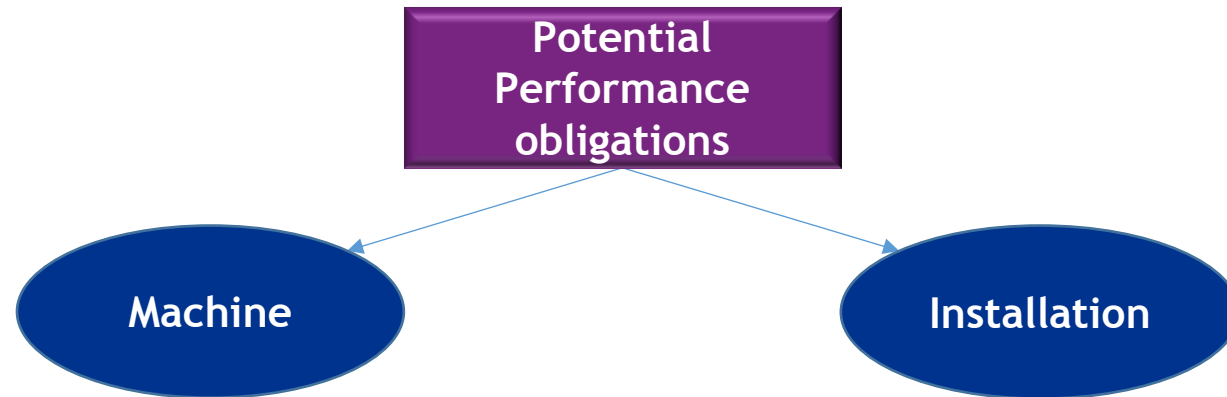 Potential
Performance
obligations
Machine
Installation